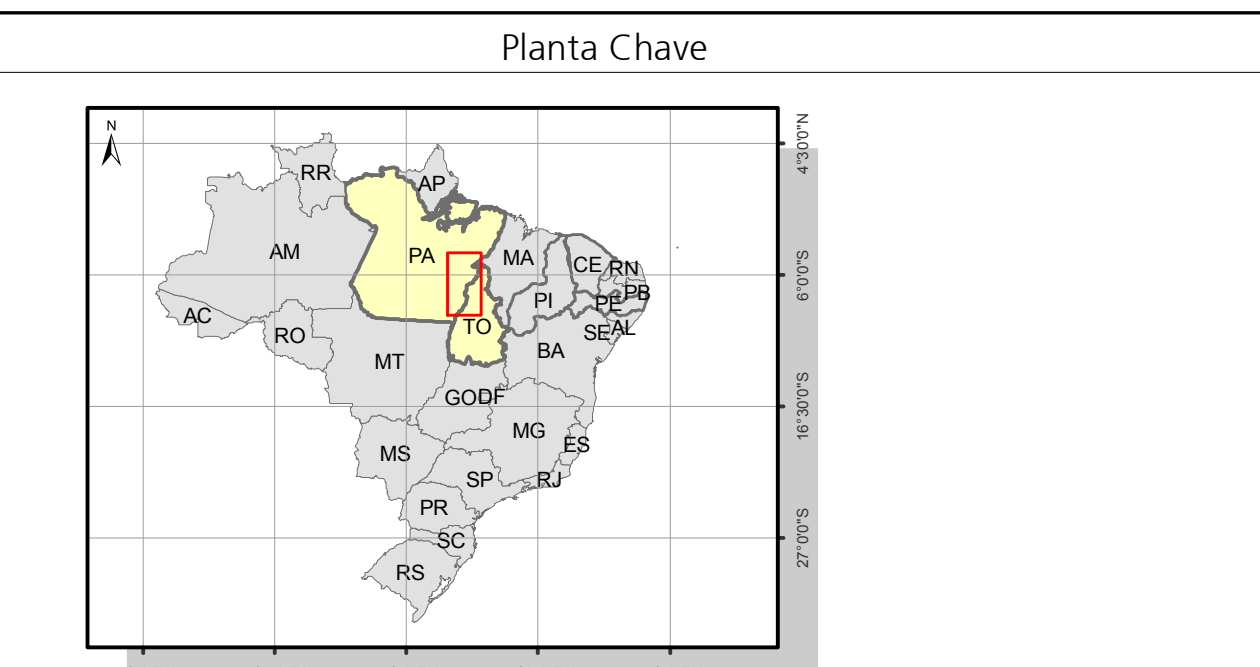 Planta Chave
N
4°30'0"N
RR
AP
AM
PA
MA
CE
RN
6°0'0"S
PI
PB
PE
AC
TO
SE
AL
RO
BA
MT
GO
DF
16°30'0"S
MG
ES
MS
SP
RJ
PR
27°0'0"S
SC
RS